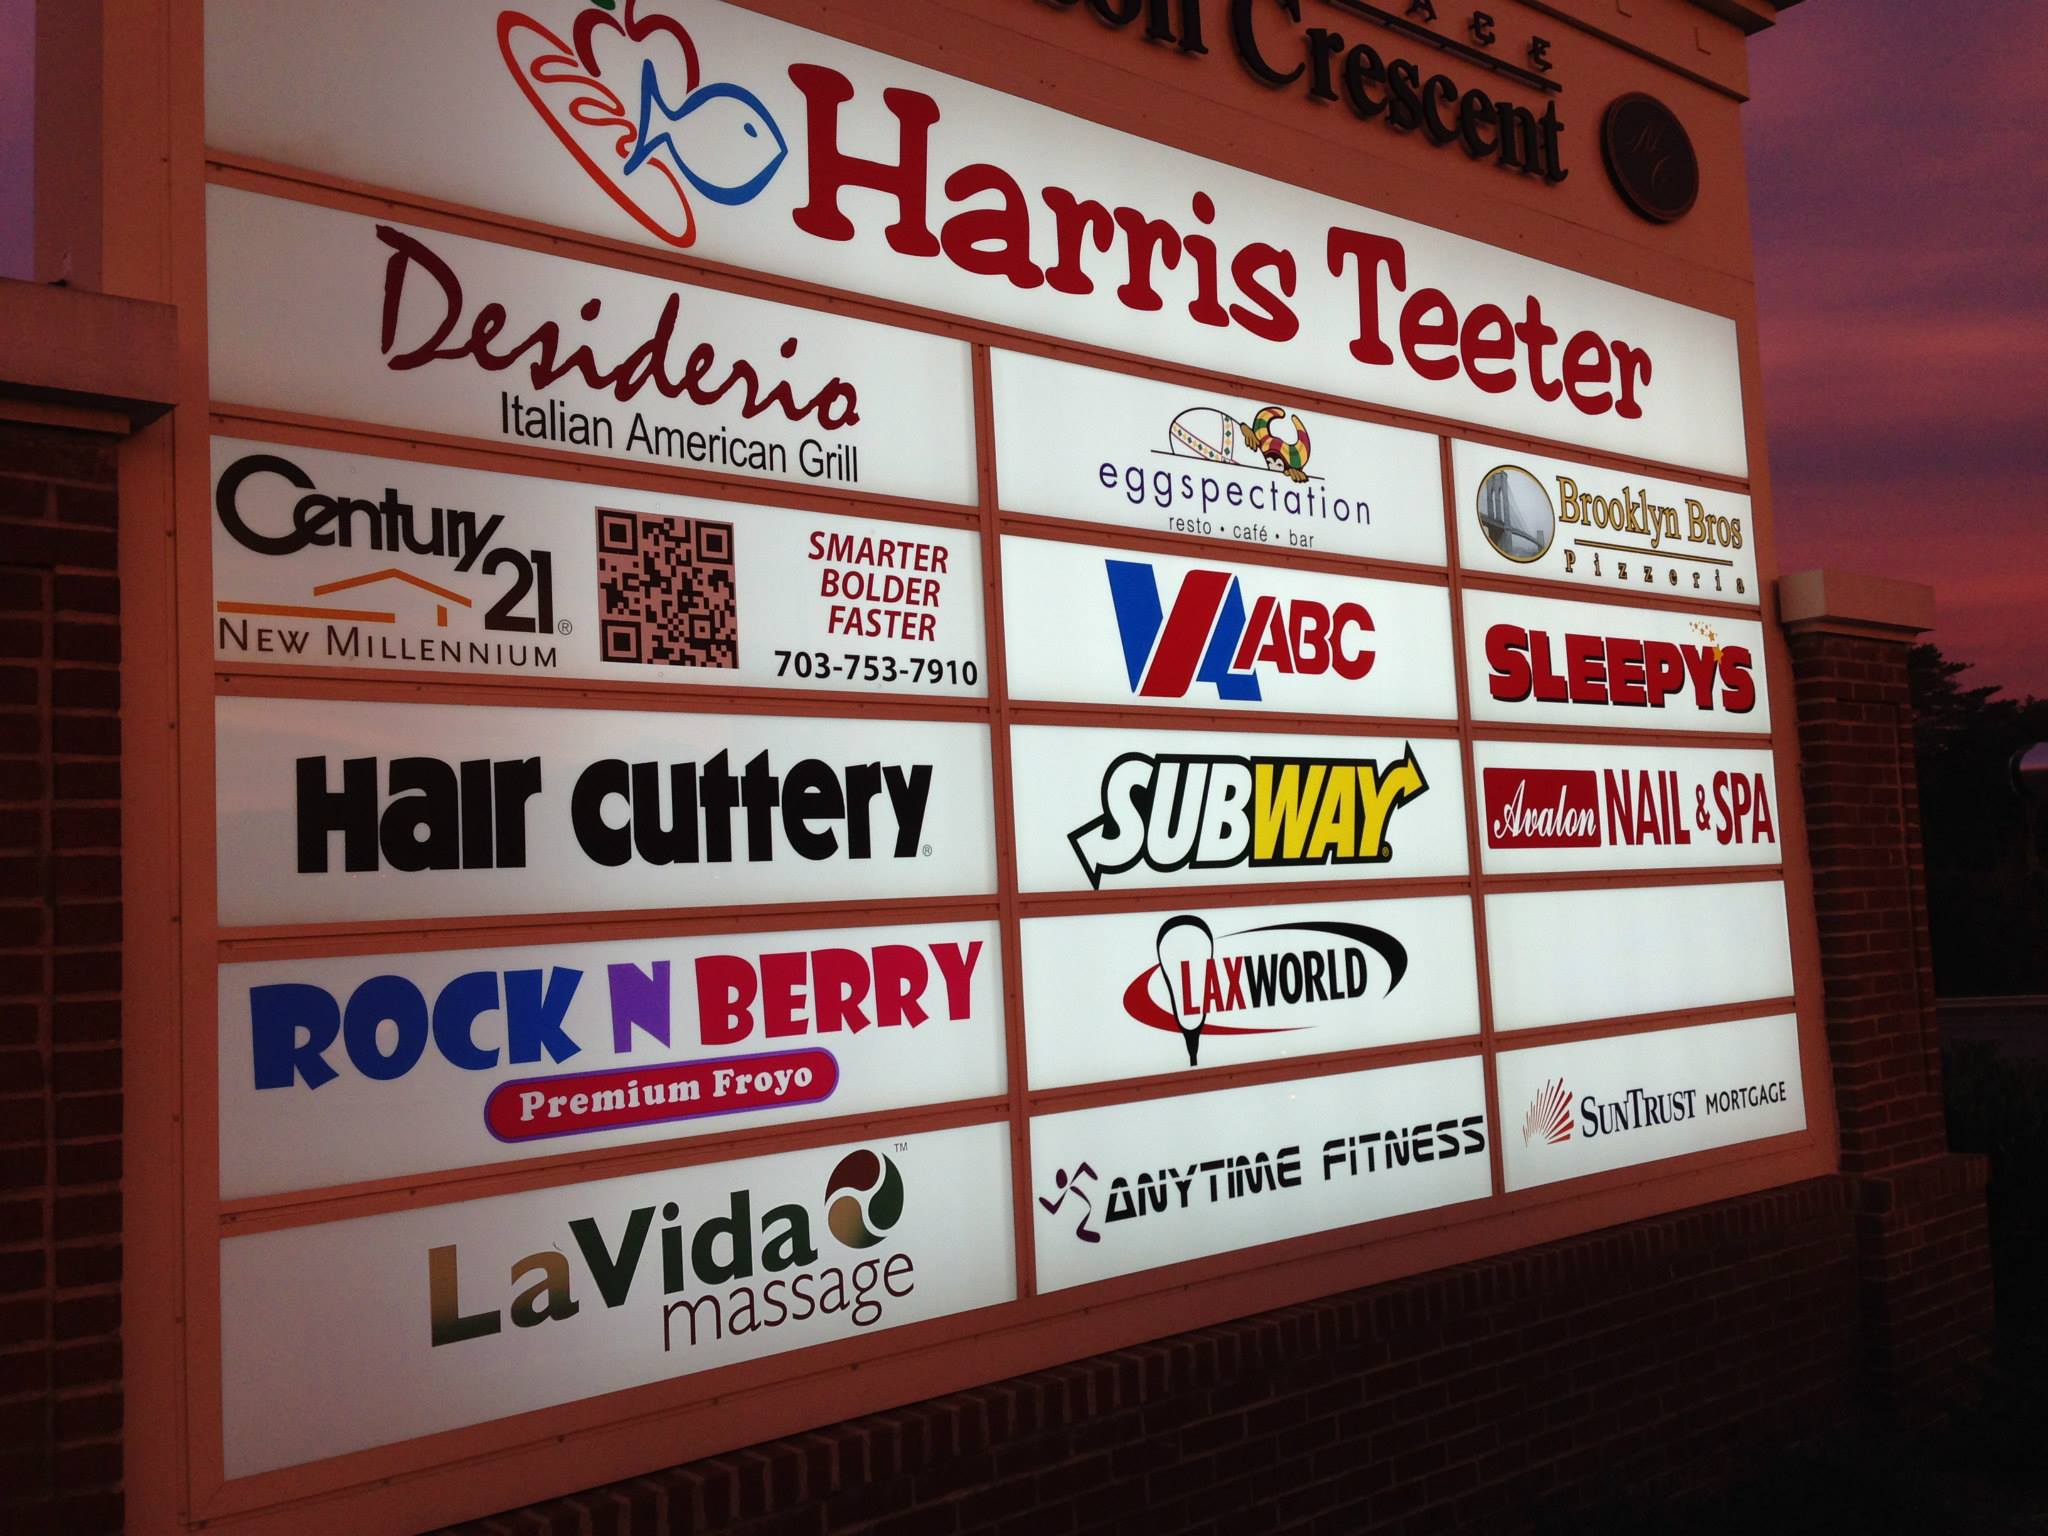 ACE
Crescent
Harris Teeter
Desiderio
Italian American Grill
eggspectation
resto • café • bar
Brooklyn Bros
Pizzeria
Century 21®
NEW MILLENNIUM
SMARTER
BOLDER
FASTER
703-753-7910
VA ABC
SLEEPY'S
Hair Cuttery®
SUBWAY®
Avalon NAIL & SPA
ROCK N BERRY
Premium Froyo
LAXWORLD
LaVida™
massage
ANYTIME FITNESS
SUNTRUST MORTGAGE